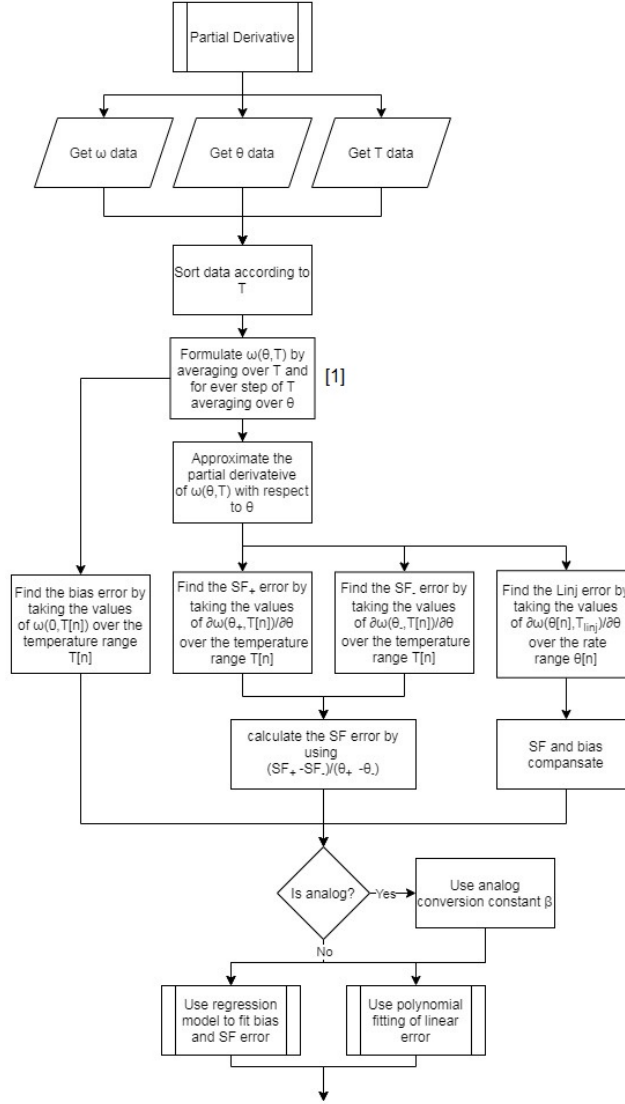 Partial Derivative
Get ω data
Get θ data
Get T data
Sort data according to
T
Formulate ω(θ,T) by
averaging over T and
for ever step of T
averaging over θ
[1]
Approximate the
partial derivateive
of ω(θ,T) with respect
to θ
Find the bias error by
taking the values
of ω(0,T[n]) over the
temperature range
T[n]
Find the SF₊ error by
taking the values
of ∂ω(θ₊,T[n])/∂θ
over the temperature
range T[n]
Find the SF₋ error by
taking the values
of ∂ω(θ₋,T[n])/∂θ
over the temperature
range T[n]
Find the Linj error by
taking the values of
∂ω(θ[n],Tlinj)/∂θ
over the rate
range θ[n]
calculate the SF error by
using
(SF₊ -SF₋)/(θ₊ -θ₋)
SF and bias
compansate
Is analog?
Yes
Use analog
conversion constant β
No
Use regression
model to fit bias
and SF error
Use polynomial
fitting of linear
error